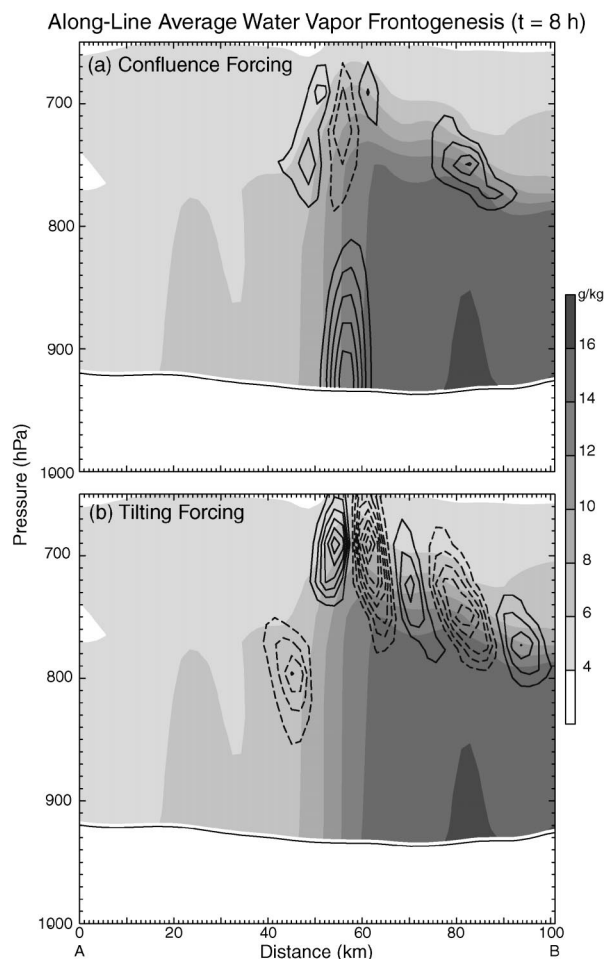 Along-Line Average Water Vapor Frontogenesis (t = 8 h)
(a) Confluence Forcing
700
800
900
1000
g/kg
16
14
12
10
8
6
4
Pressure (hPa)
(b) Tilting Forcing
700
800
900
1000
0 20 40 60 80 100
A Distance (km) B